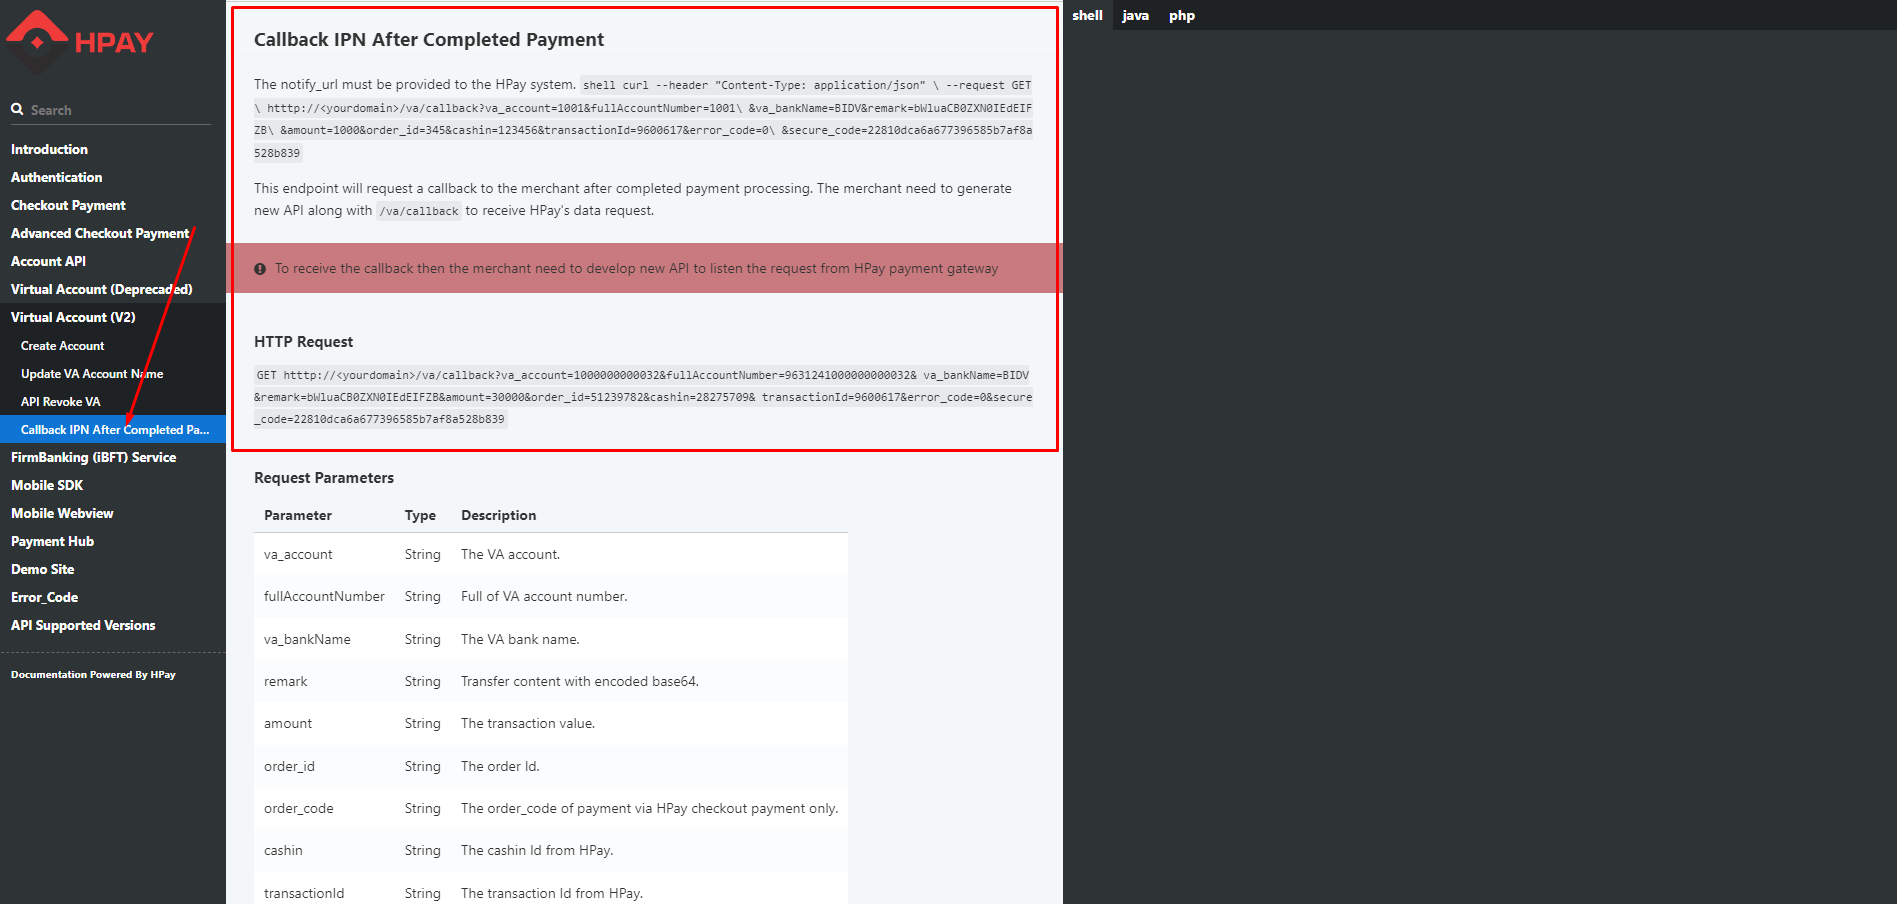 HPAY
Search
Introduction
Authentication
Checkout Payment
Advanced Checkout Payment
Account API
Virtual Account (Deprecaded)
Virtual Account (V2)
Create Account
Update VA Account Name
API Revoke VA
Callback IPN After Completed Pa...
FirmBanking (iBFT) Service
Mobile SDK
Mobile Webview
Payment Hub
Demo Site
Error_Code
API Supported Versions
Documentation Powered By HPay
Callback IPN After Completed Payment
The notify_url must be provided to the HPay system. shell curl --header "Content-Type: application/json" \ --request GET
\ htttp://<yourdomain>/va/callback?va_account=1001&fullAccountNumber=1001\ &va_bankName=BIDV&remark=bWluaCB0ZXN0IEdEIF
ZB\ &amount=1000&order_id=345&cashin=123456&transactionId=9600617&error_code=0\ &secure_code=22810dca6a677396585b7af8a
528b839
This endpoint will request a callback to the merchant after completed payment processing. The merchant need to generate
new API along with /va/callback to receive HPay's data request.
To receive the callback then the merchant need to develop new API to listen the request from HPay payment gateway
HTTP Request
GET htttp://<yourdomain>/va/callback?va_account=1000000000032&fullAccountNumber=9631241000000000032& va_bankName=BIDV
&remark=bWluaCB0ZXN0IEdEIFZB&amount=30000&order_id=51239782&cashin=28275709& transactionId=9600617&error_code=0&secure
_code=22810dca6a677396585b7af8a528b839
Request Parameters
Parameter Type Description
va_account String The VA account.
fullAccountNumber String Full of VA account number.
va_bankName String The VA bank name.
remark String Transfer content with encoded base64.
amount String The transaction value.
order_id String The order Id.
order_code String The order_code of payment via HPay checkout payment only.
cashin String The cashin Id from HPay.
transactionId String The transaction Id from HPay.
shell java php